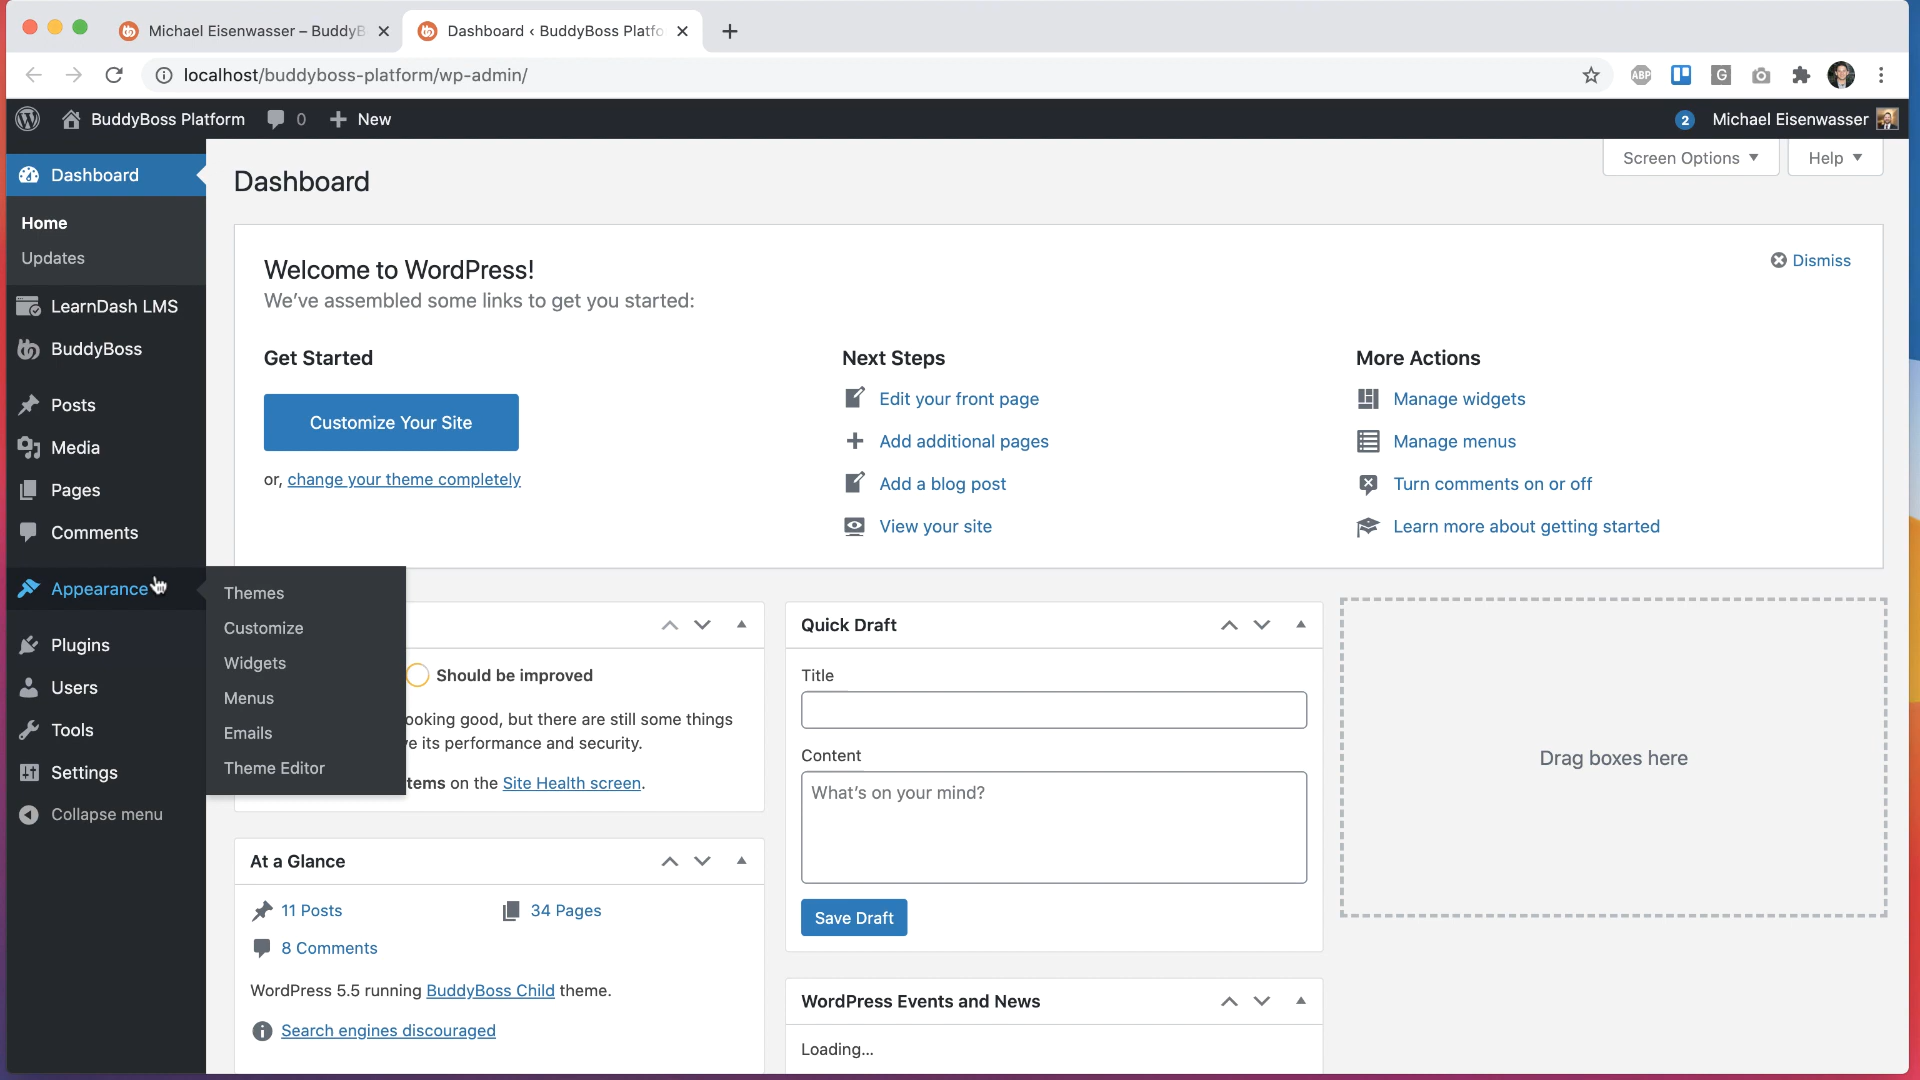 Michael Eisenwasser – BuddyB
Dashboard ‹ BuddyBoss Platfo
localhost/buddyboss-platform/wp-admin/
ABP
G
BuddyBoss Platform
0
New
2
Michael Eisenwasser
Dashboard
Home
Updates
LearnDash LMS
BuddyBoss
Posts
Media
Pages
Comments
Appearance
Plugins
Users
Tools
Settings
Collapse menu
Themes
Customize
Widgets
Menus
Emails
Theme Editor
Screen Options
Help
Dashboard
Welcome to WordPress!
Dismiss
We've assembled some links to get you started:
Get Started
Customize Your Site
or, change your theme completely
Next Steps
Edit your front page
Add additional pages
Add a blog post
View your site
More Actions
Manage widgets
Manage menus
Turn comments on or off
Learn more about getting started
Should be improved
ooking good, but there are still some things
e its performance and security.
tems on the Site Health screen.
At a Glance
11 Posts
34 Pages
8 Comments
WordPress 5.5 running BuddyBoss Child theme.
Search engines discouraged
Quick Draft
Title
Content
What's on your mind?
Save Draft
WordPress Events and News
Loading...
Drag boxes here